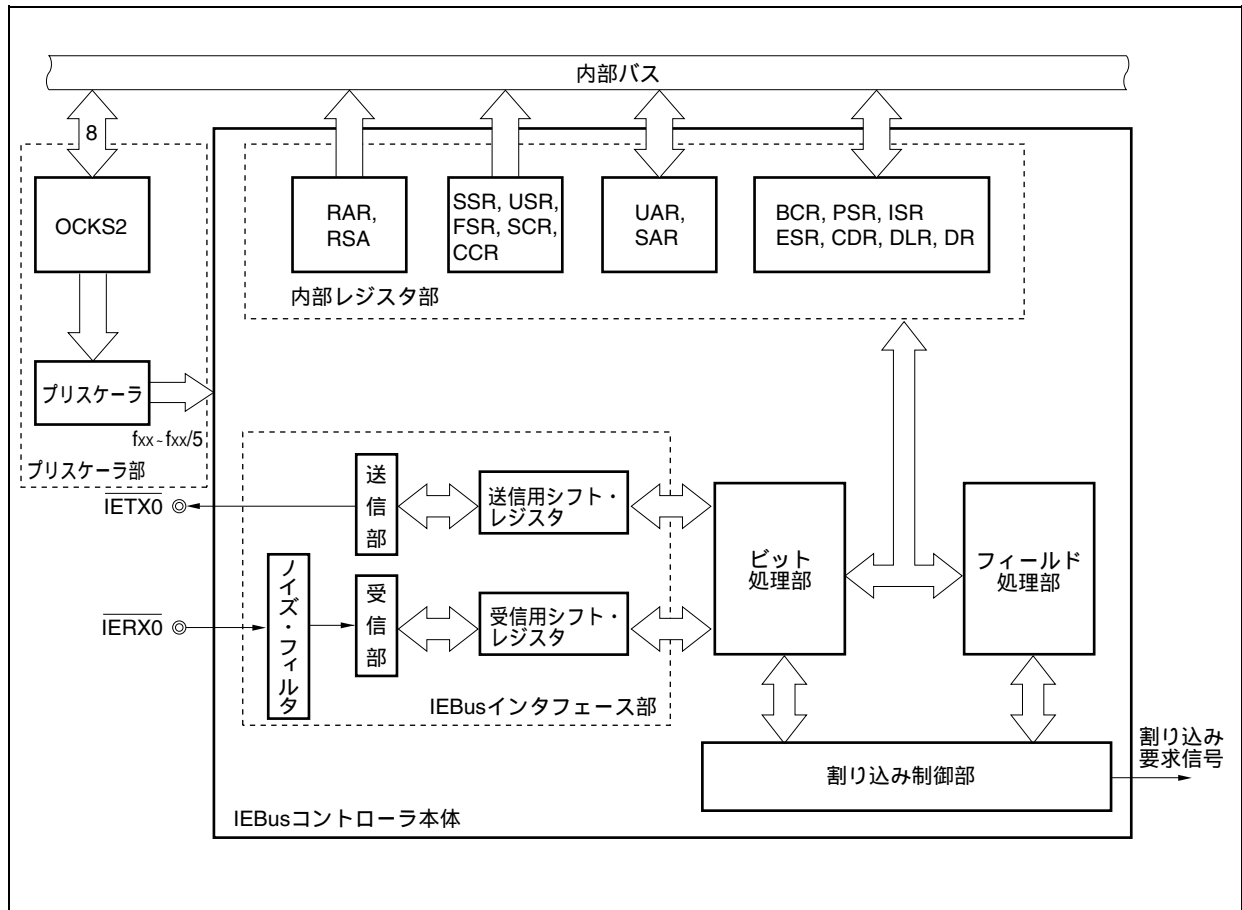 内部バス
8
OCKS2
RAR,
RSA
SSR, USR,
FSR, SCR,
CCR
UAR,
SAR
BCR, PSR, ISR
ESR, CDR, DLR, DR
内部レジスタ部
プリスケーラ
fxx~fxx/5
プリスケーラ部
IETX0
送信部
送信用シフト・
レジスタ
ビット
処理部
フィールド
処理部
IERX0
ノイズ・フィルタ
受信部
受信用シフト・
レジスタ
IEBusインタフェース部
割り込み制御部
割り込み
要求信号
IEBusコントローラ本体